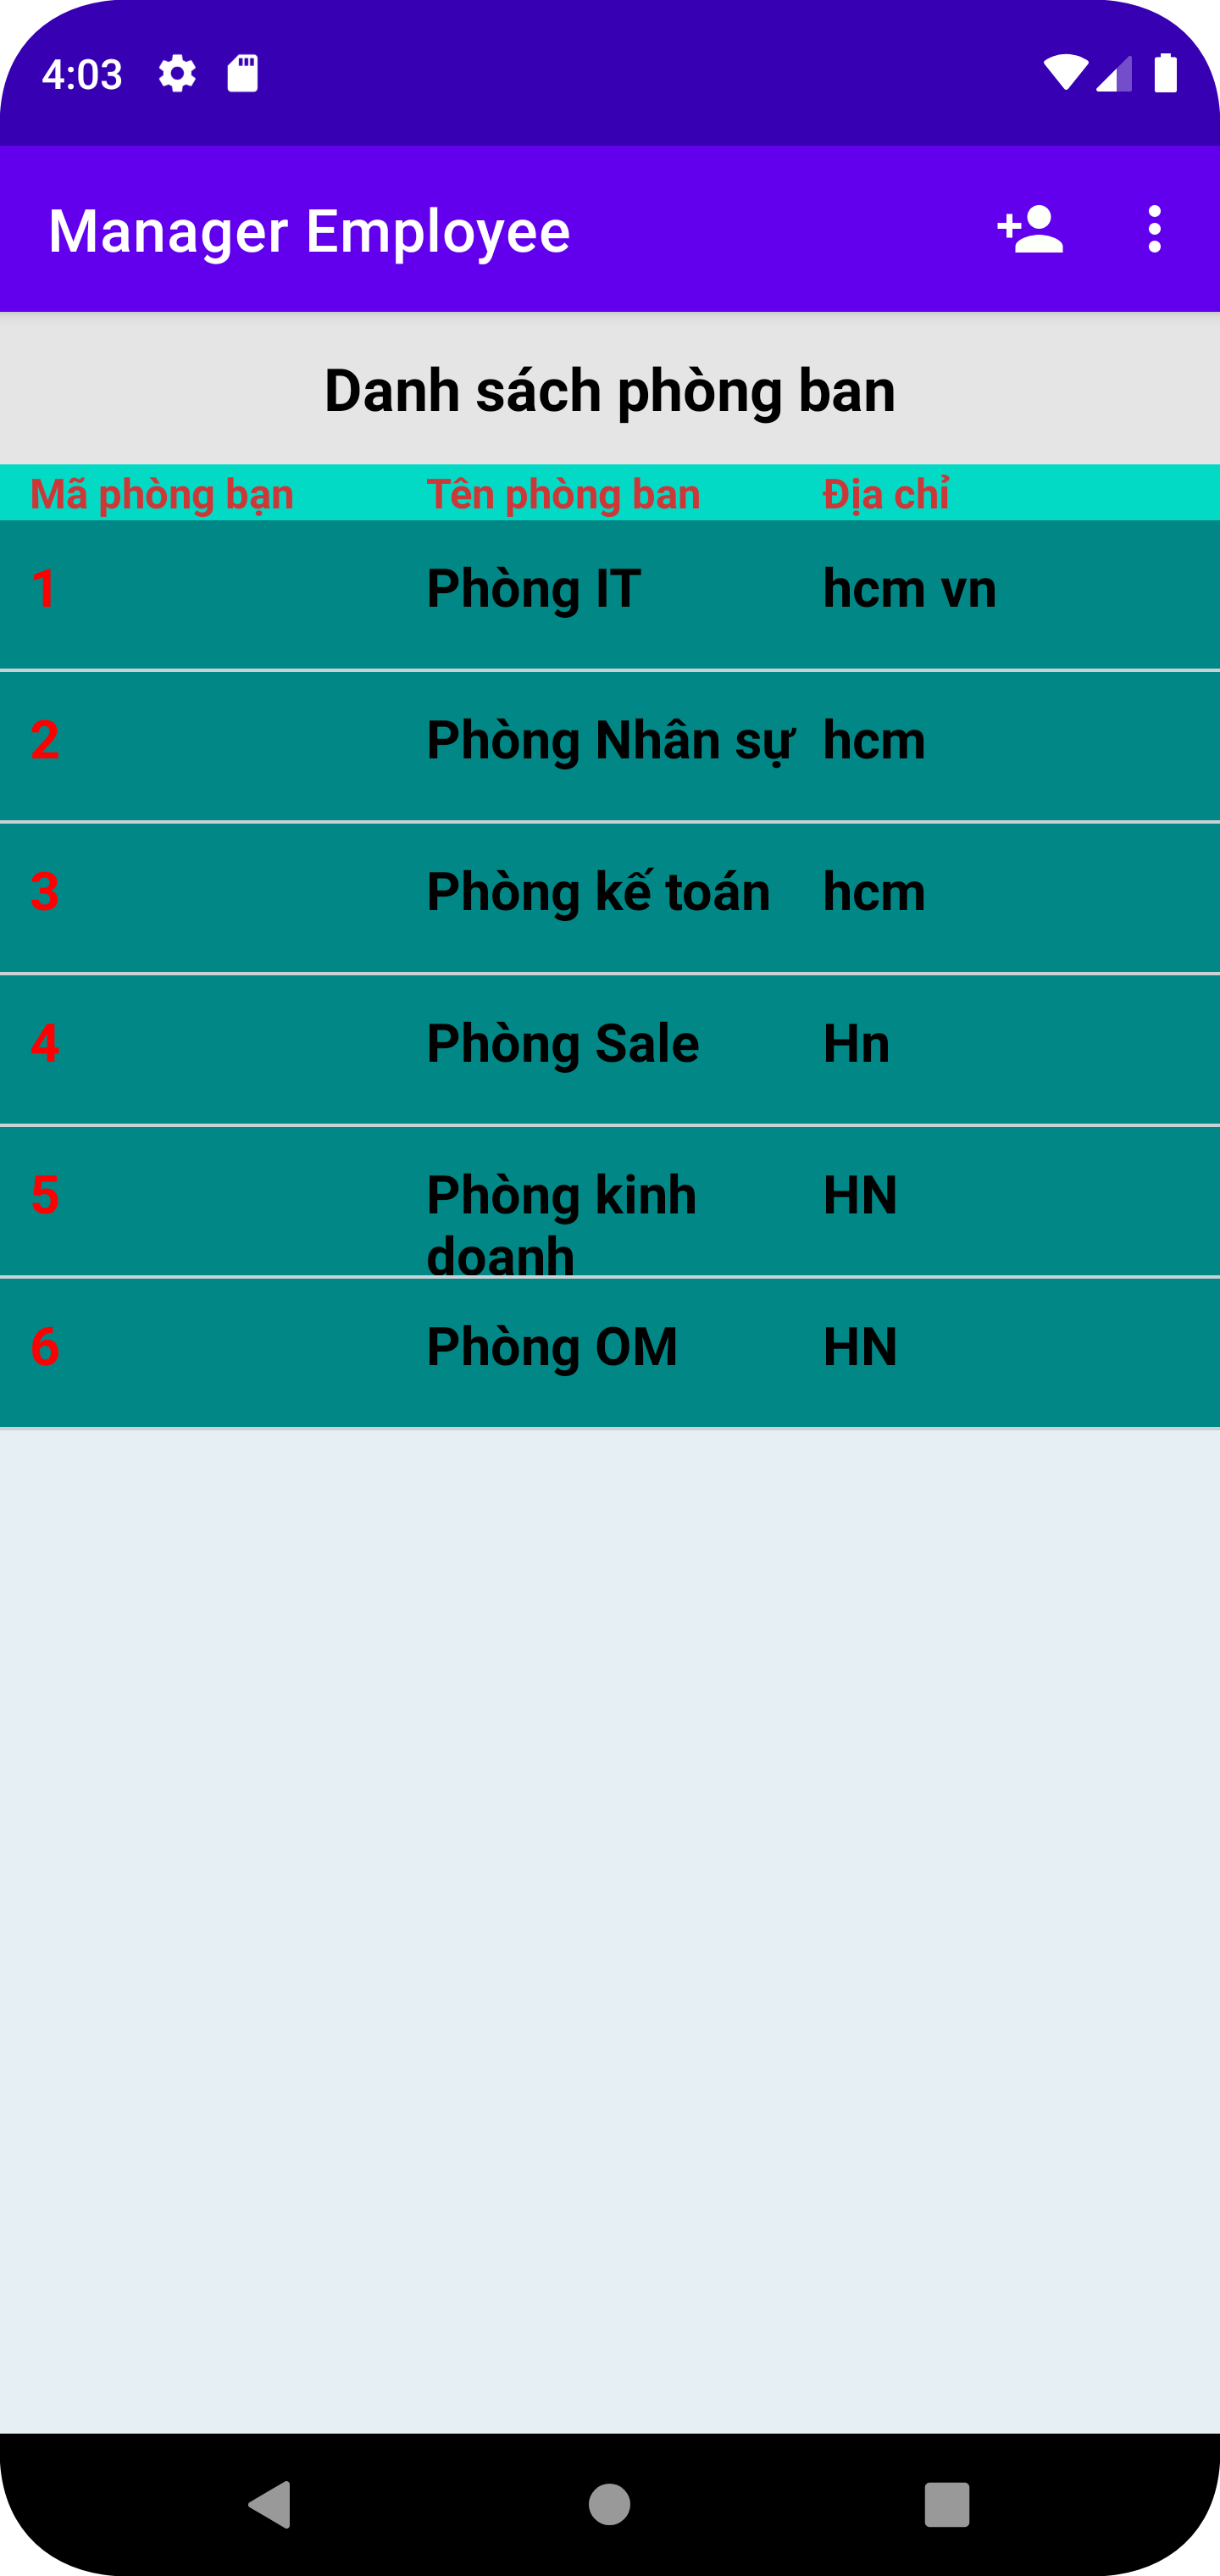 4:03
Manager Employee
Danh sách phòng ban
Mã phòng bạn Tên phòng ban Địa chỉ
1 Phòng IT hcm vn
2 Phòng Nhân sự hcm
3 Phòng kế toán hcm
4 Phòng Sale Hn
5 Phòng kinh HN
doanh
6 Phòng OM HN